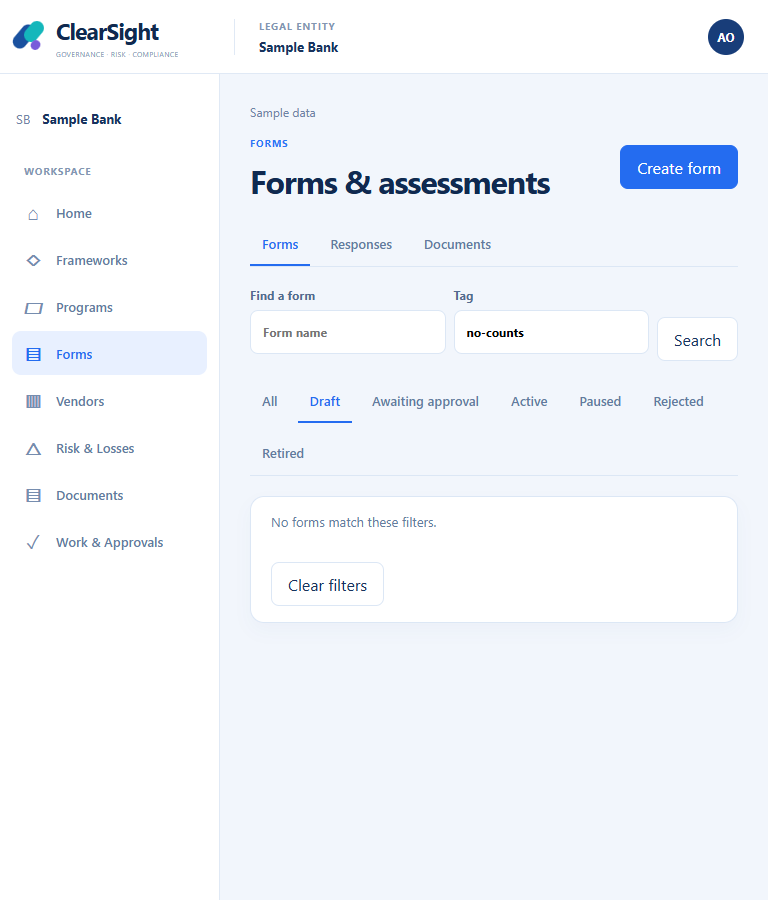 ClearSight
GOVERNANCE · RISK · COMPLIANCE
LEGAL ENTITY
Sample Bank
AO
SB Sample Bank
WORKSPACE
Home
Frameworks
Programs
Forms
Vendors
Risk & Losses
Documents
Work & Approvals
Sample data
FORMS
Forms & assessments
Create form
Forms Responses Documents
Find a form Tag
Form name no-counts Search
All Draft Awaiting approval Active Paused Rejected
Retired
No forms match these filters.
Clear filters